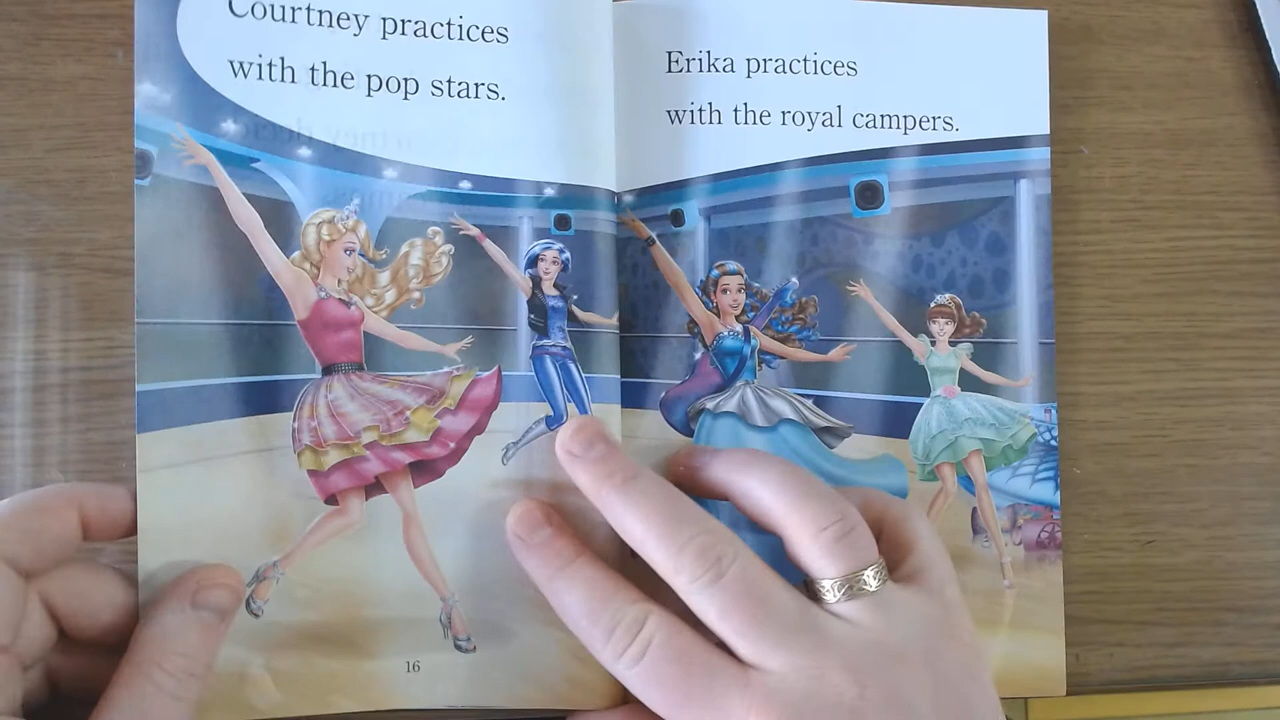 Courtney practices
with the pop stars.
Erika practices
with the royal campers.
16